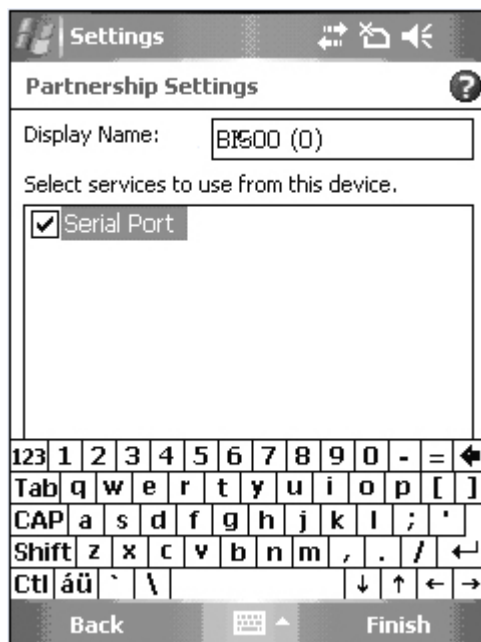 Settings
Partnership Settings
Display Name:
(0)
Select services to use from this device.
Serial Port
123 1 2 3 4 5 6 7 8 9 0 - =
Tab q w e r t y u i o p [ ]
CAP a s d f g h j k l ; '
Shift z x c v b n m , . /
Ctl áü ` \ ↓ ↑ ← →
Back
Finish